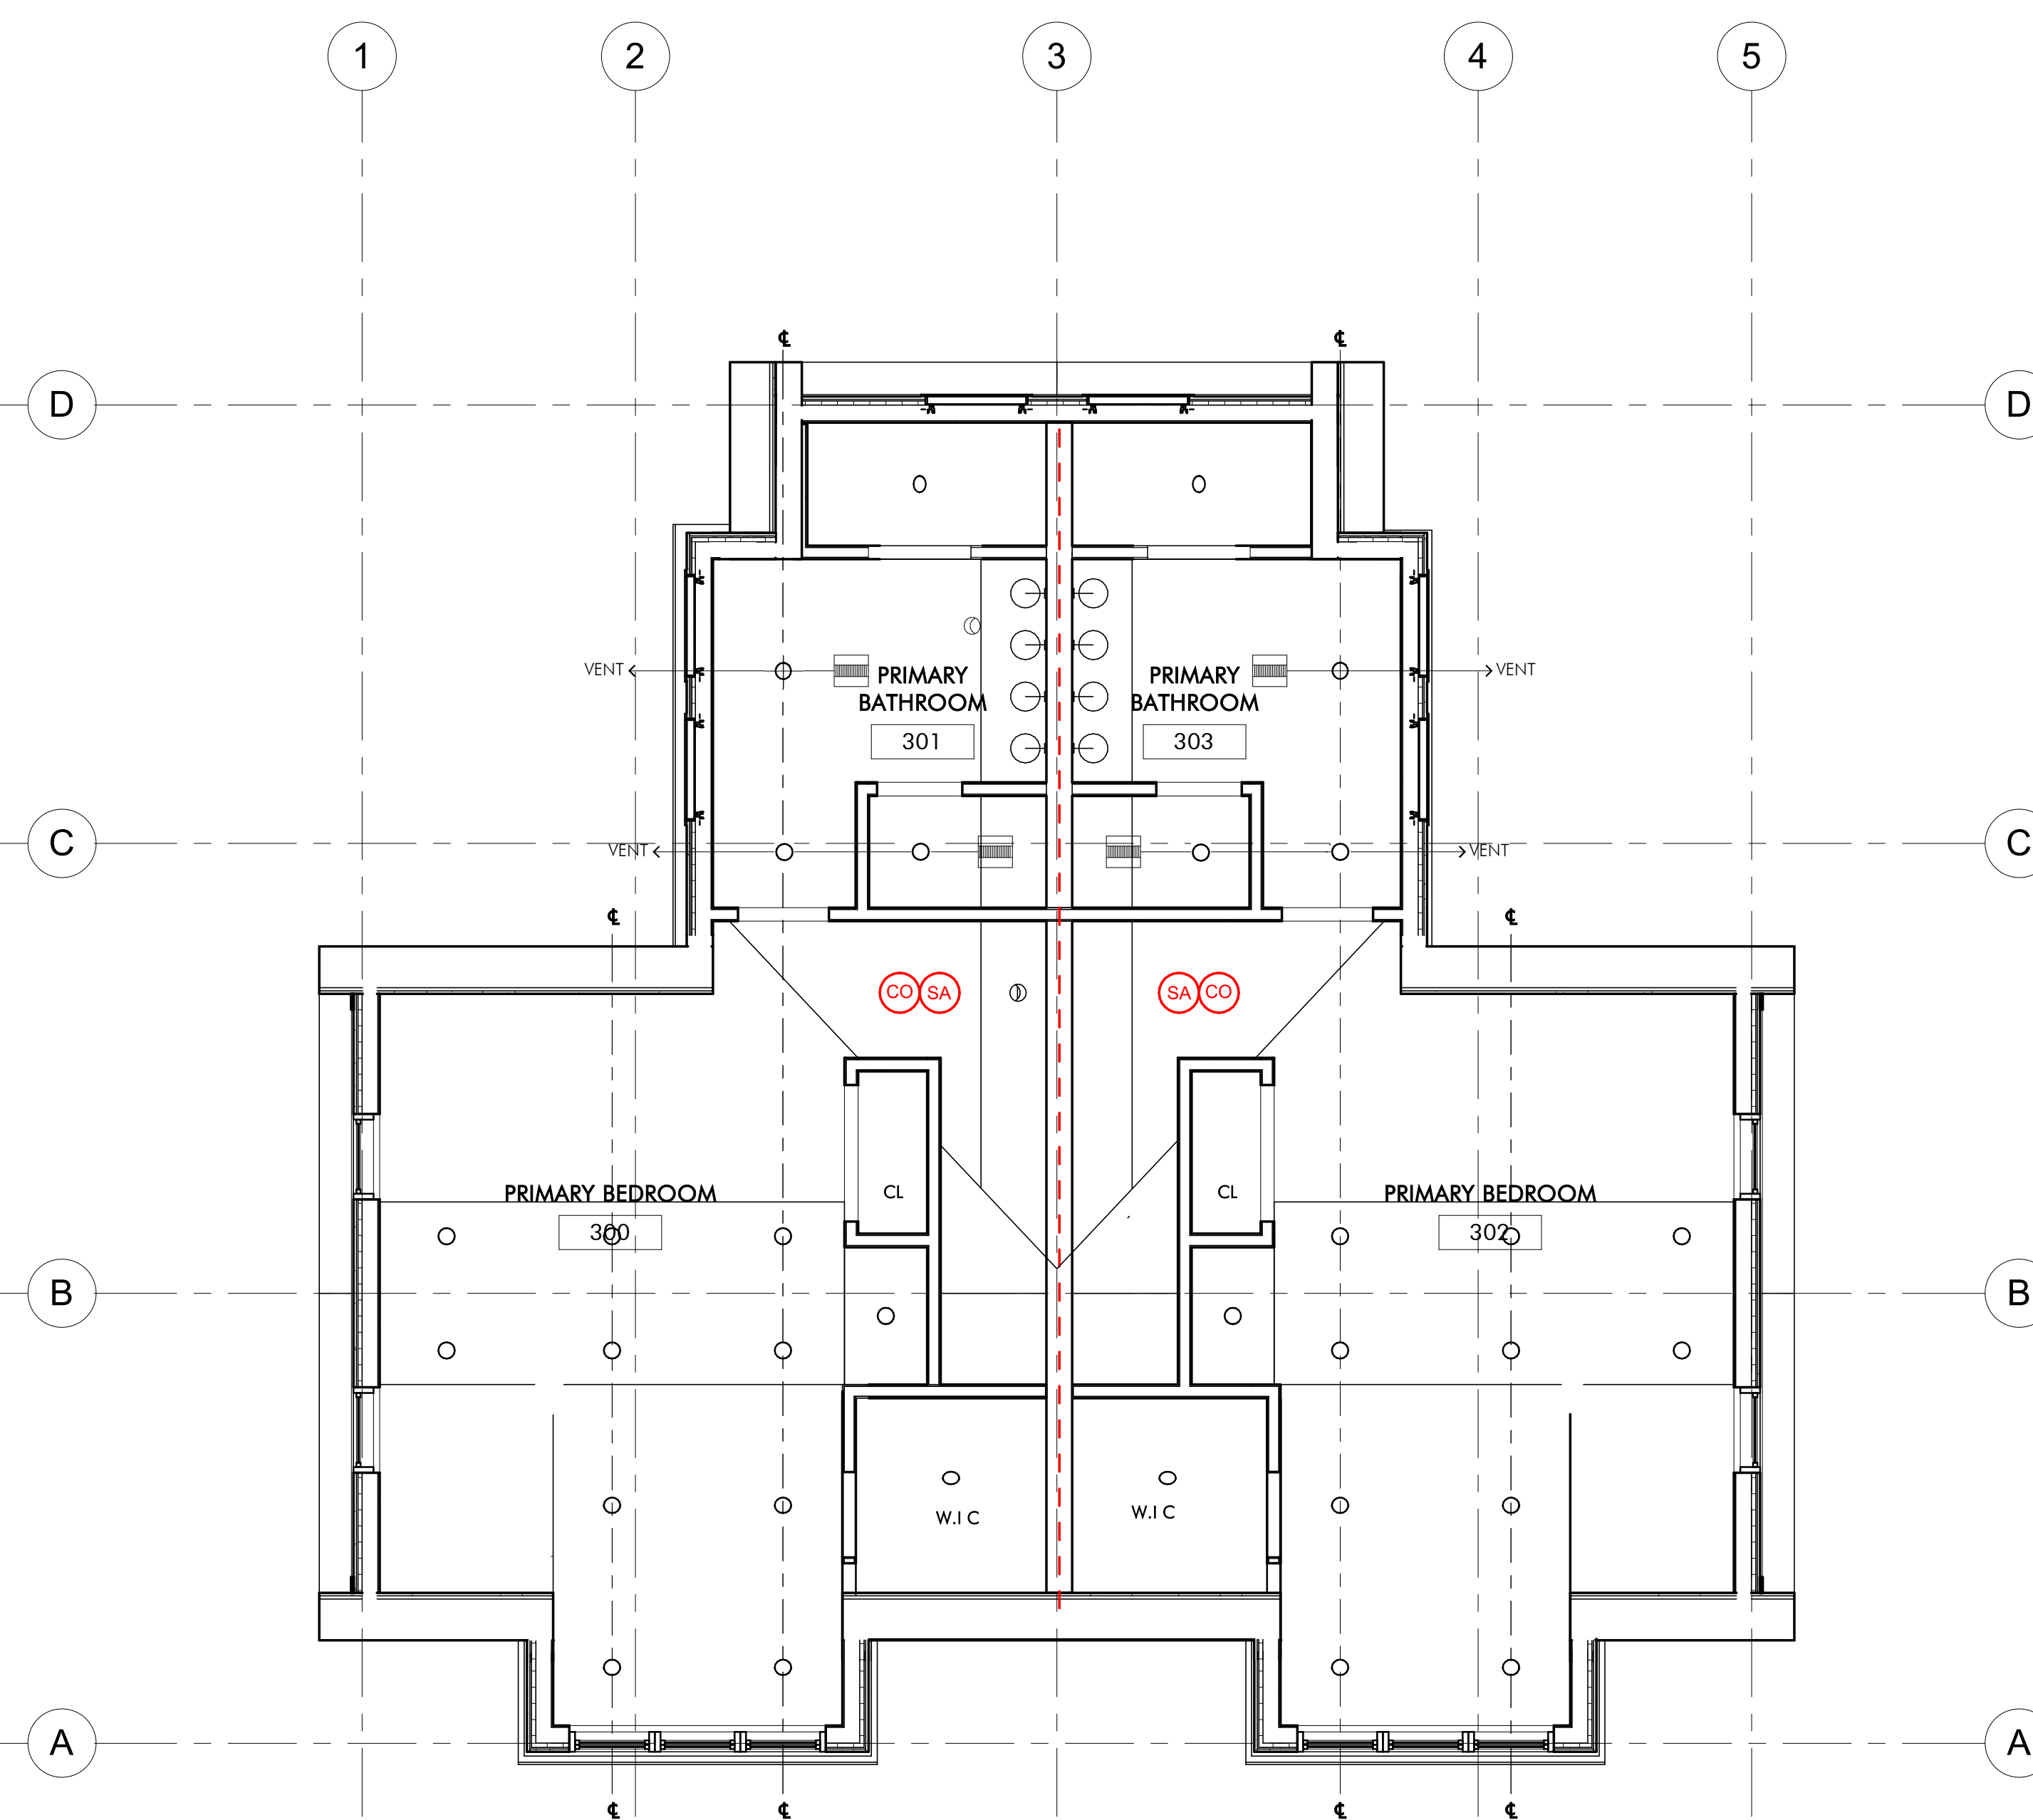 1 2 3 4 5
℄ ℄
D D
PRIMARY PRIMARY
BATHROOM BATHROOM
VENT VENT
301 303
C C
VENT VENT
℄ ℄
CO SA SA CO
CL CL
PRIMARY BEDROOM PRIMARY BEDROOM
300 302
B B
W.I C W.I C
A A
℄ ℄ ℄ ℄